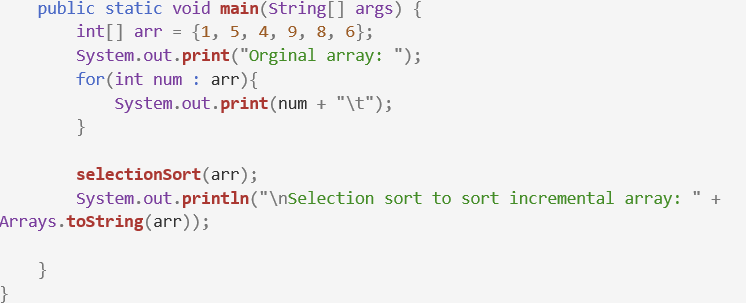 public static void main(String[] args) {
int[] arr = {1, 5, 4, 9, 8, 6};
System.out.print("Orginal array: ");
for(int num : arr){
System.out.print(num + "\t");
}
selectionSort(arr);
System.out.println("\nSelection sort to sort incremental array: " +
Arrays.toString(arr));
}
}